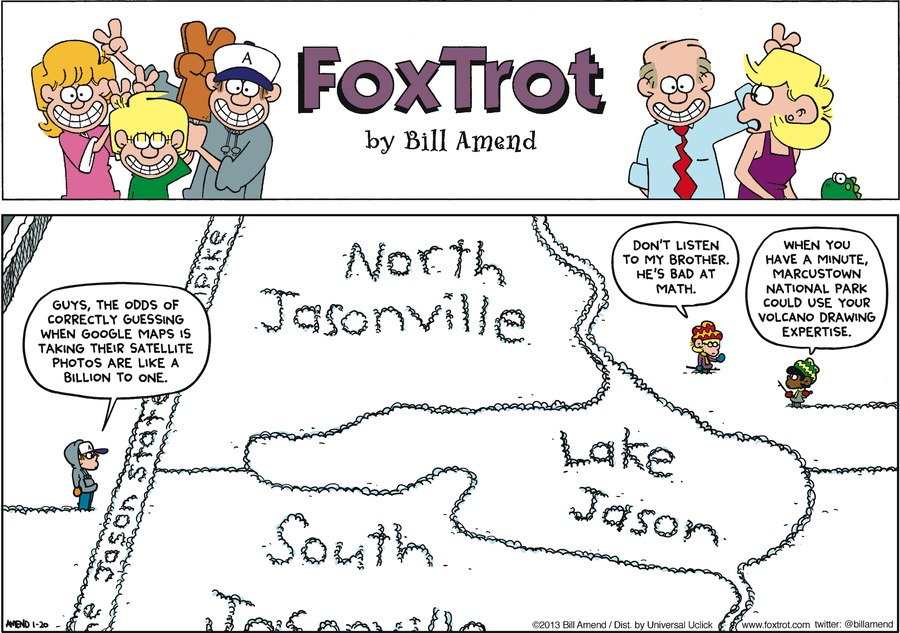 A
FOXTROT
by Bill Amend
GUYS, THE ODDS OF
CORRECTLY GUESSING
WHEN GOOGLE MAPS IS
TAKING THEIR SATELLITE
PHOTOS ARE LIKE A
BILLION TO ONE.
North
Jasonville
DON'T LISTEN
TO MY BROTHER.
HE'S BAD AT
MATH.
WHEN YOU
HAVE A MINUTE,
MARCUSTOWN
NATIONAL PARK
COULD USE YOUR
VOLCANO DRAWING
EXPERTISE.
Jason State
Pike
Lake
Jason
South
AMEND 1-20
©2013 Bill Amend / Dist. by Universal Uclick
www.foxtrot.com twitter: @billamend